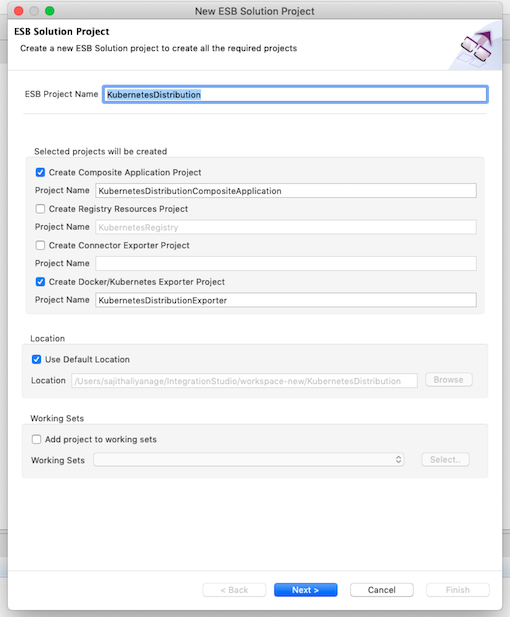 New ESB Solution Project
ESB Solution Project
Create a new ESB Solution project to create all the required projects
ESB Project Name KubernetesDistribution
Selected projects will be created
Create Composite Application Project
Project Name KubernetesDistributionCompositeApplication
Create Registry Resources Project
Project Name KubernetesRegistry
Create Connector Exporter Project
Project Name
Create Docker/Kubernetes Exporter Project
Project Name KubernetesDistributionExporter
Location
Use Default Location
Location /Users/sajithaliyanage/IntegrationStudio/workspace-new/KubernetesDistribution Browse
Working Sets
Add project to working sets
Working Sets Select..
< Back Next > Cancel Finish